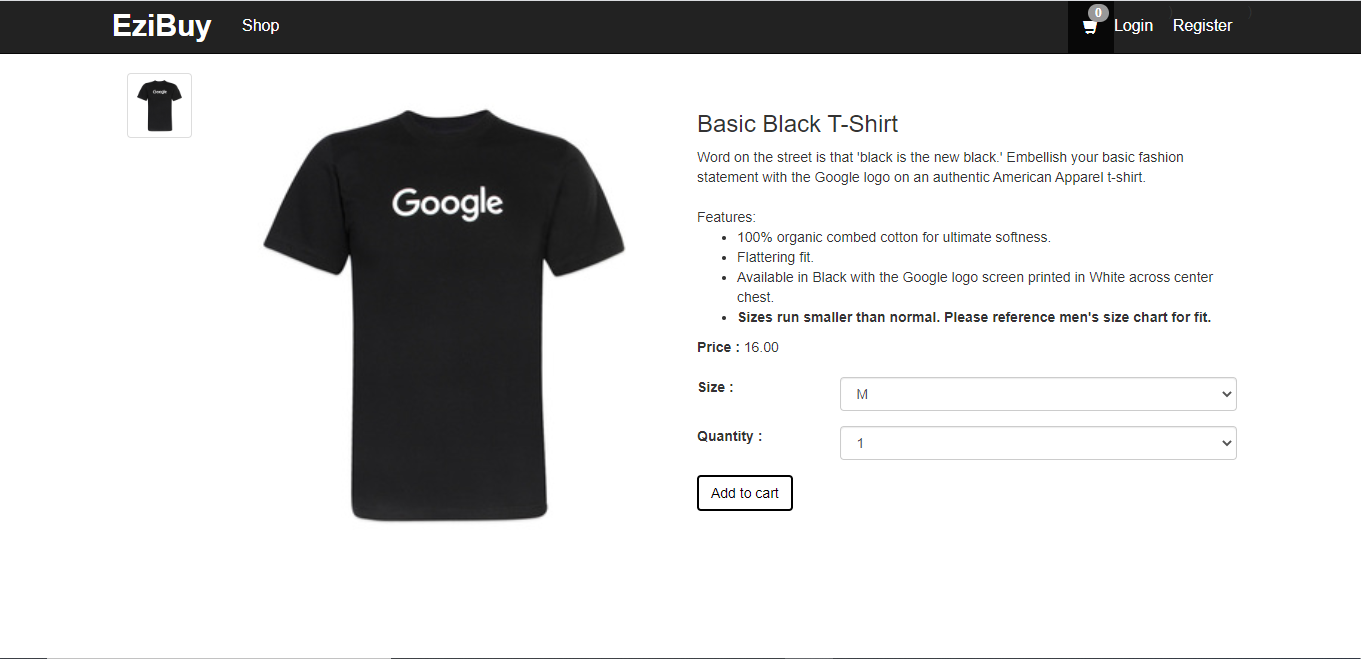 EziBuy Shop 0 Login Register
Google
Google
Basic Black T-Shirt
Word on the street is that 'black is the new black.' Embellish your basic fashion
statement with the Google logo on an authentic American Apparel t-shirt.
Features:
• 100% organic combed cotton for ultimate softness.
• Flattering fit.
• Available in Black with the Google logo screen printed in White across center
chest.
• Sizes run smaller than normal. Please reference men's size chart for fit.
Price : 16.00
Size : M
Quantity : 1
Add to cart